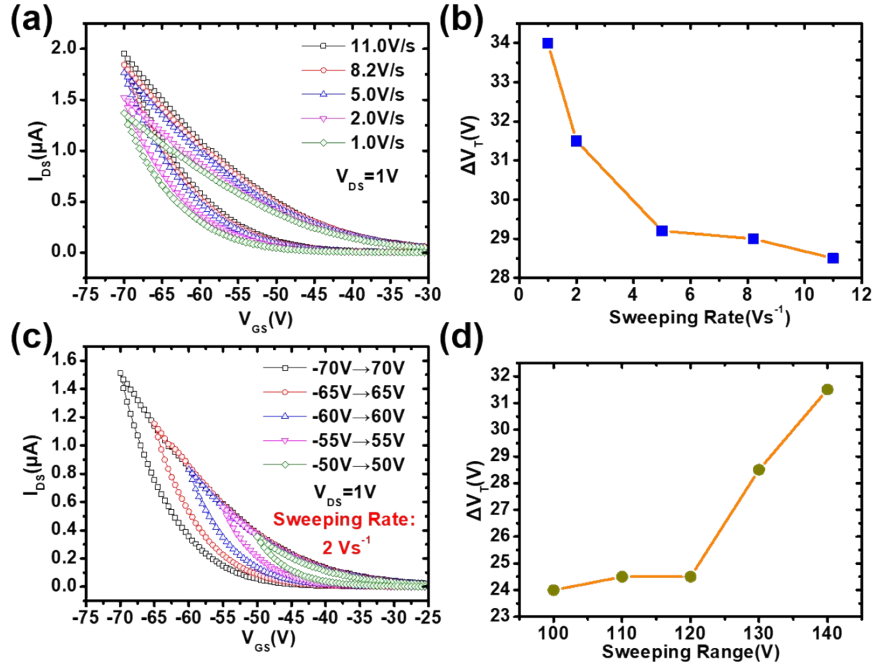 (a)
2.0
1.5
1.0
0.5
0.0
I_DS(μA)
11.0V/s
8.2V/s
5.0V/s
2.0V/s
1.0V/s
V_DS=1V
-75 -70 -65 -60 -55 -50 -45 -40 -35 -30
V_GS(V)
(b)
34
33
32
31
30
29
28
ΔV_T(V)
0 2 4 6 8 10 12
Sweeping Rate(Vs⁻¹)
(c)
1.6
1.4
1.2
1.0
0.8
0.6
0.4
0.2
0.0
I_DS(μA)
-70V→70V
-65V→65V
-60V→60V
-55V→55V
-50V→50V
V_DS=1V
Sweeping Rate:
2 Vs⁻¹
-75 -70 -65 -60 -55 -50 -45 -40 -35 -30 -25
V_GS(V)
(d)
32
31
30
29
28
27
26
25
24
23
ΔV_T(V)
100 110 120 130 140
Sweeping Range(V)